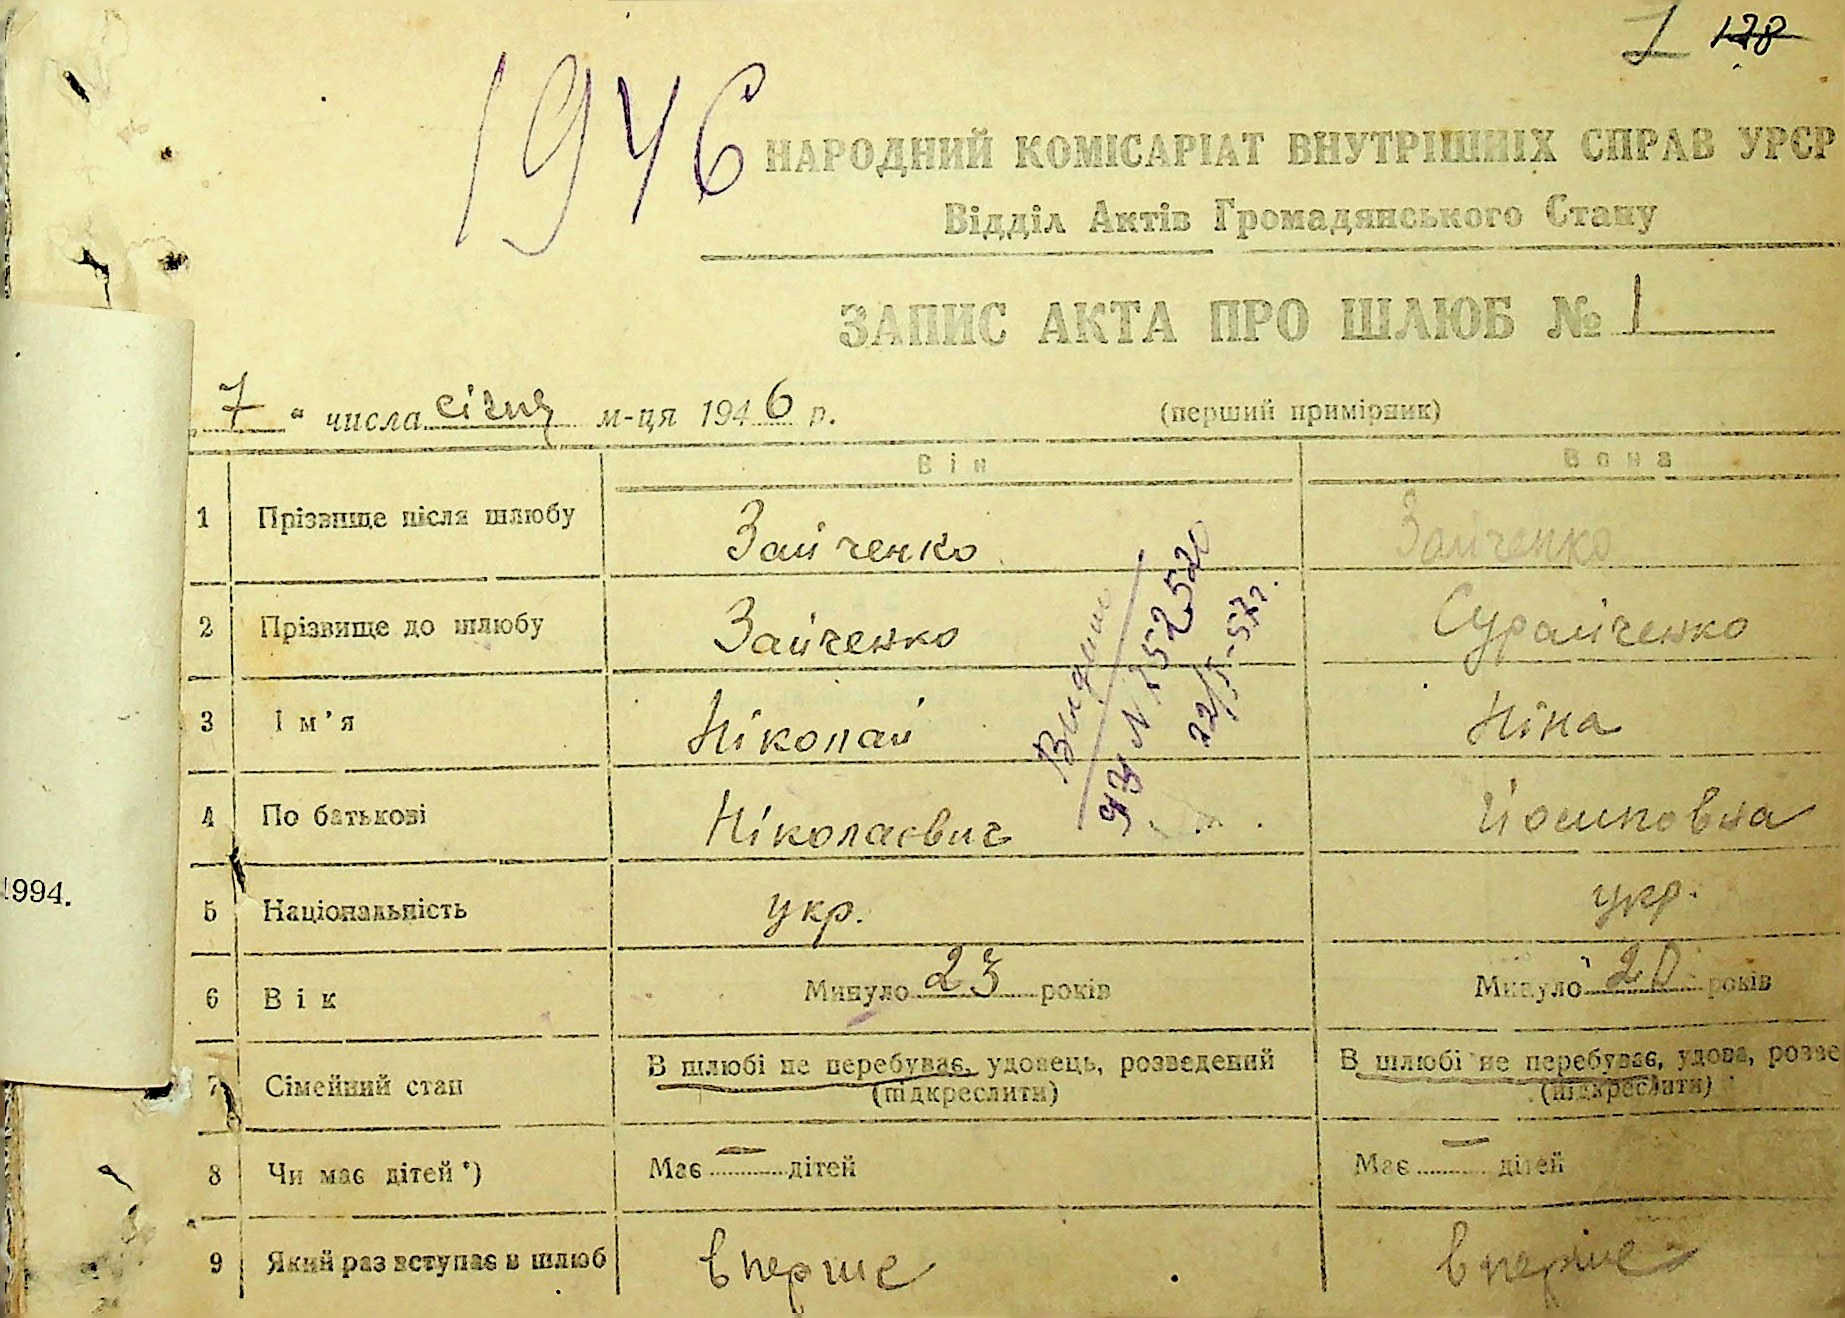 1 178
1946
НАРОДНИЙ КОМІСАРІАТ ВНУТРІШНІХ СПРАВ УРСР
Відділ Актів Громадянського Стану
ЗАПИС АКТА ПРО ШЛЮБ № 1
„7“ числа січня м-ця 1946 р. (перший примірник)
Він Вона
1 Прізвище після шлюбу Зайченко Зайченко
2 Прізвище до шлюбу Зайченко Сурайченко
3 Ім'я Ніколай Ніна
4 По батькові Ніколаєвич Йосиповна
5 Національність укр. укр.
6 Вік Минуло 23 років Минуло 20 років
7 Сімейний стан В шлюбі не перебуває, удовець, розведений В шлюбі не перебуває, удова, розве
(підкреслити) (підкреслити)
8 Чи має дітей *) Має — дітей Має — дітей
9 Який раз вступає в шлюб вперше вперше
Видано
1994.